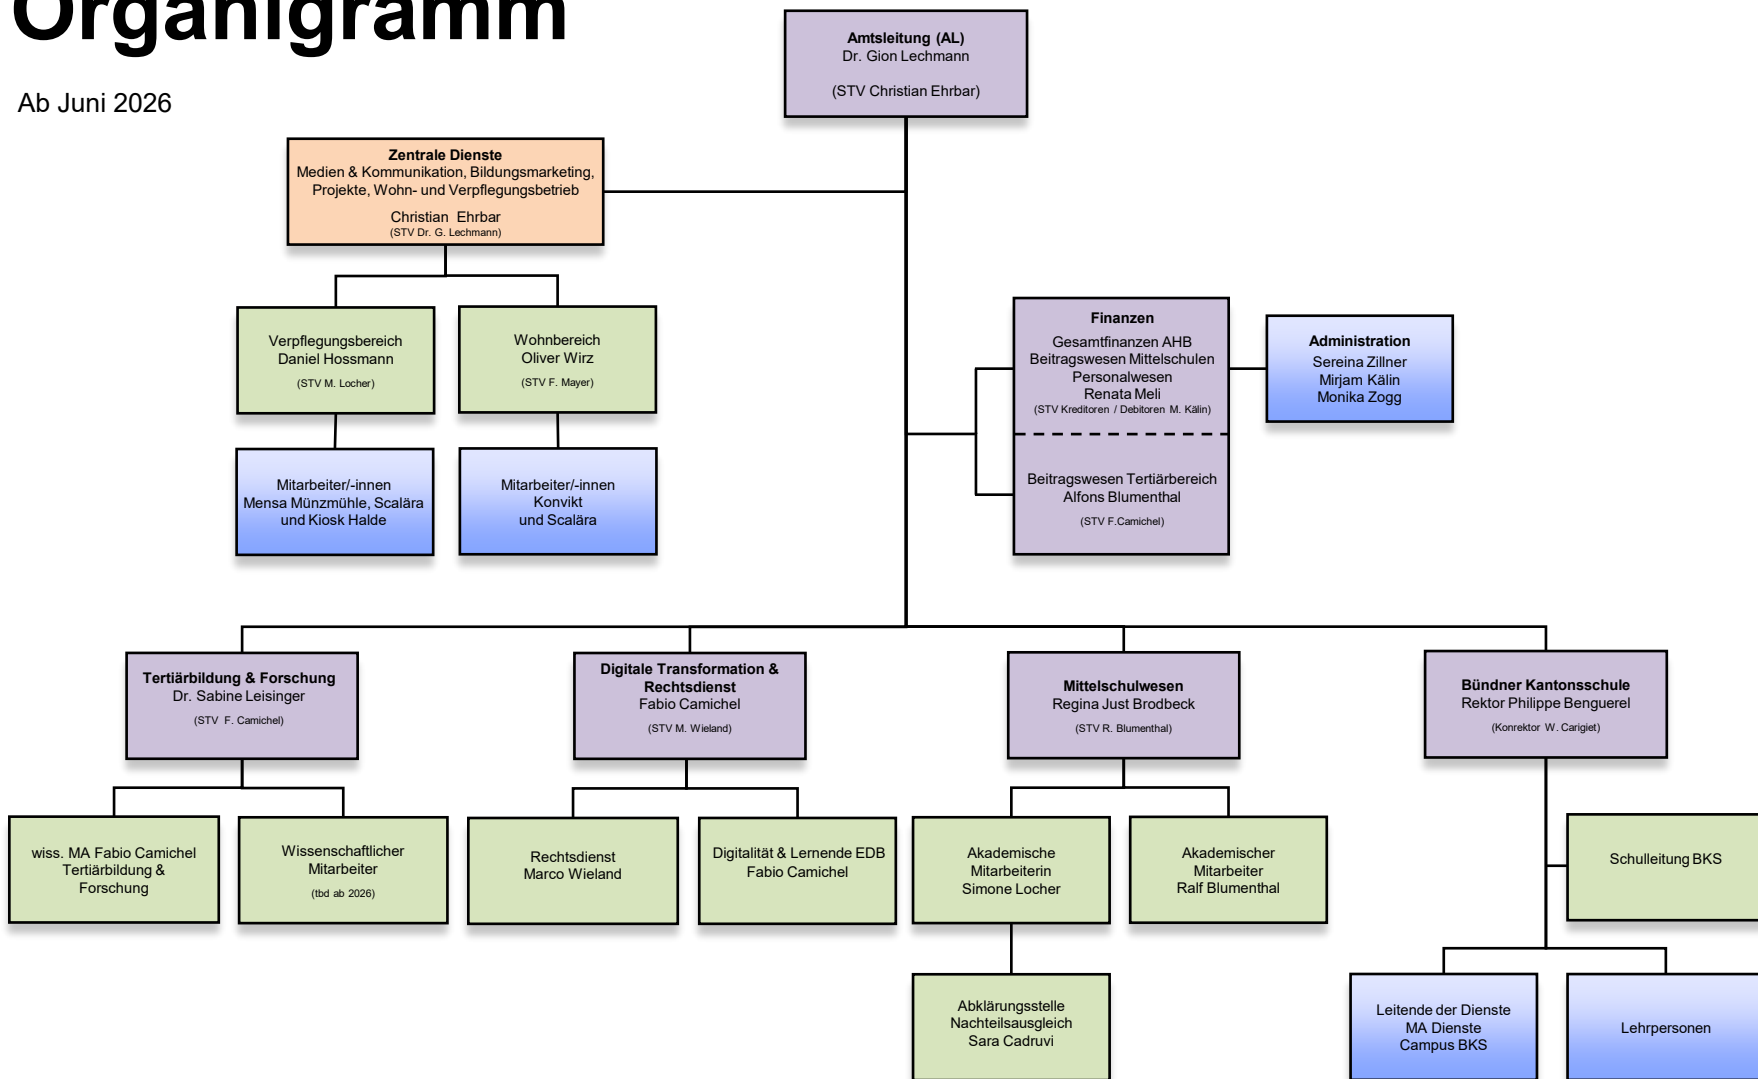 Organigramm
Ab Juni 2026
Amtsleitung (AL)
Dr. Gion Lechmann
(STV Christian Ehrbar)
Zentrale Dienste
Medien & Kommunikation, Bildungsmarketing,
Projekte, Wohn- und Verpflegungsbetrieb
Christian Ehrbar
(STV Dr. G. Lechmann)
Verpflegungsbereich
Daniel Hossmann
(STV M. Locher)
Wohnbereich
Oliver Wirz
(STV F. Mayer)
Mitarbeiter/-innen
Mensa Münzmühle, Scalära
und Kiosk Halde
Mitarbeiter/-innen
Konvikt
und Scalära
Finanzen
Gesamtfinanzen AHB
Beitragswesen Mittelschulen
Personalwesen
Renata Meli
(STV Kreditoren / Debitoren M. Kälin)
Beitragswesen Tertiärbereich
Alfons Blumenthal
(STV F.Camichel)
Administration
Sereina Zillner
Mirjam Kälin
Monika Zogg
Tertiärbildung & Forschung
Dr. Sabine Leisinger
(STV F. Camichel)
Digitale Transformation &
Rechtsdienst
Fabio Camichel
(STV M. Wieland)
Mittelschulwesen
Regina Just Brodbeck
(STV R. Blumenthal)
Bündner Kantonsschule
Rektor Philippe Benguerel
(Konrektor W. Carigiet)
wiss. MA Fabio Camichel
Tertiärbildung &
Forschung
Wissenschaftlicher
Mitarbeiter
(tbd ab 2026)
Rechtsdienst
Marco Wieland
Digitalität & Lernende EDB
Fabio Camichel
Akademische
Mitarbeiterin
Simone Locher
Akademischer
Mitarbeiter
Ralf Blumenthal
Schulleitung BKS
Abklärungsstelle
Nachteilsausgleich
Sara Cadruvi
Leitende der Dienste
MA Dienste
Campus BKS
Lehrpersonen